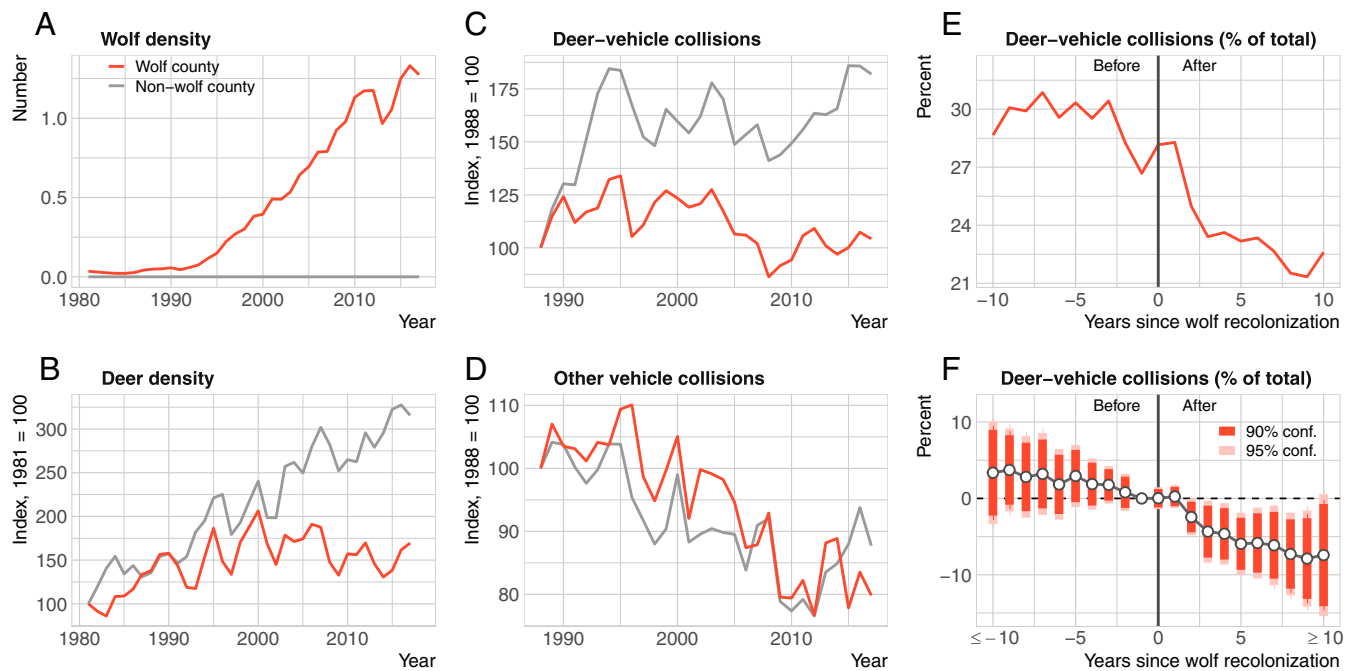 A
Wolf density
Number
Wolf county
Non−wolf county
1.0
0.5
0.0
1980 1990 2000 2010
Year
B
Deer density
Index, 1981 = 100
300
250
200
150
100
1980 1990 2000 2010
Year
C
Deer−vehicle collisions
Index, 1988 = 100
175
150
125
100
1990 2000 2010
Year
D
Other vehicle collisions
Index, 1988 = 100
110
100
90
80
1990 2000 2010
Year
E
Deer−vehicle collisions (% of total)
Percent
Before After
30
27
24
21
−10 −5 0 5 10
Years since wolf recolonization
F
Deer−vehicle collisions (% of total)
Percent
Before After
90% conf.
95% conf.
10
0
−10
≤ −10 −5 0 5 ≥ 10
Years since wolf recolonization